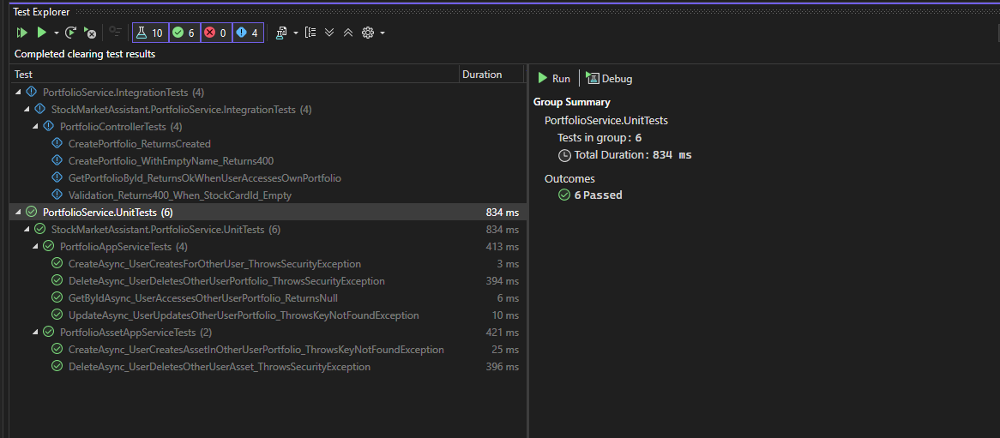 Test Explorer
10 6 0 4
Completed clearing test results
Test Duration
PortfolioService.IntegrationTests (4)
StockMarketAssistant.PortfolioService.IntegrationTests (4)
PortfolioControllerTests (4)
CreatePortfolio_ReturnsCreated
CreatePortfolio_WithEmptyName_Returns400
GetPortfolioById_ReturnsOkWhenUserAccessesOwnPortfolio
Validation_Returns400_When_StockCardId_Empty
PortfolioService.UnitTests (6) 834 ms
StockMarketAssistant.PortfolioService.UnitTests (6) 834 ms
PortfolioAppServiceTests (4) 413 ms
CreateAsync_UserCreatesForOtherUser_ThrowsSecurityException 3 ms
DeleteAsync_UserDeletesOtherUserPortfolio_ThrowsSecurityException 394 ms
GetByIdAsync_UserAccessesOtherUserPortfolio_ReturnsNull 6 ms
UpdateAsync_UserUpdatesOtherUserPortfolio_ThrowsKeyNotFoundException 10 ms
PortfolioAssetAppServiceTests (2) 421 ms
CreateAsync_UserCreatesAssetInOtherUserPortfolio_ThrowsKeyNotFoundException 25 ms
DeleteAsync_UserDeletesOtherUserAsset_ThrowsSecurityException 396 ms
Run Debug
Group Summary
PortfolioService.UnitTests
Tests in group: 6
Total Duration: 834 ms
Outcomes
6 Passed